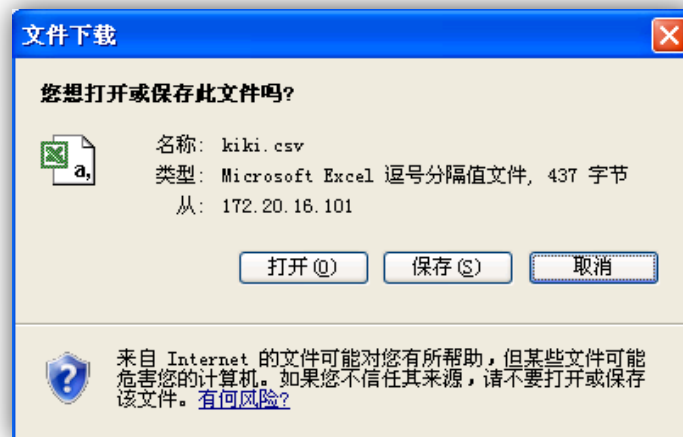 文件下载
您想打开或保存此文件吗?
a,
名称: kiki.csv
类型: Microsoft Excel 逗号分隔值文件, 437 字节
从: 172.20.16.101
打开(O) 保存(S) 取消
来自 Internet 的文件可能对您有所帮助，但某些文件可能
危害您的计算机。如果您不信任其来源，请不要打开或保存
该文件。有何风险?